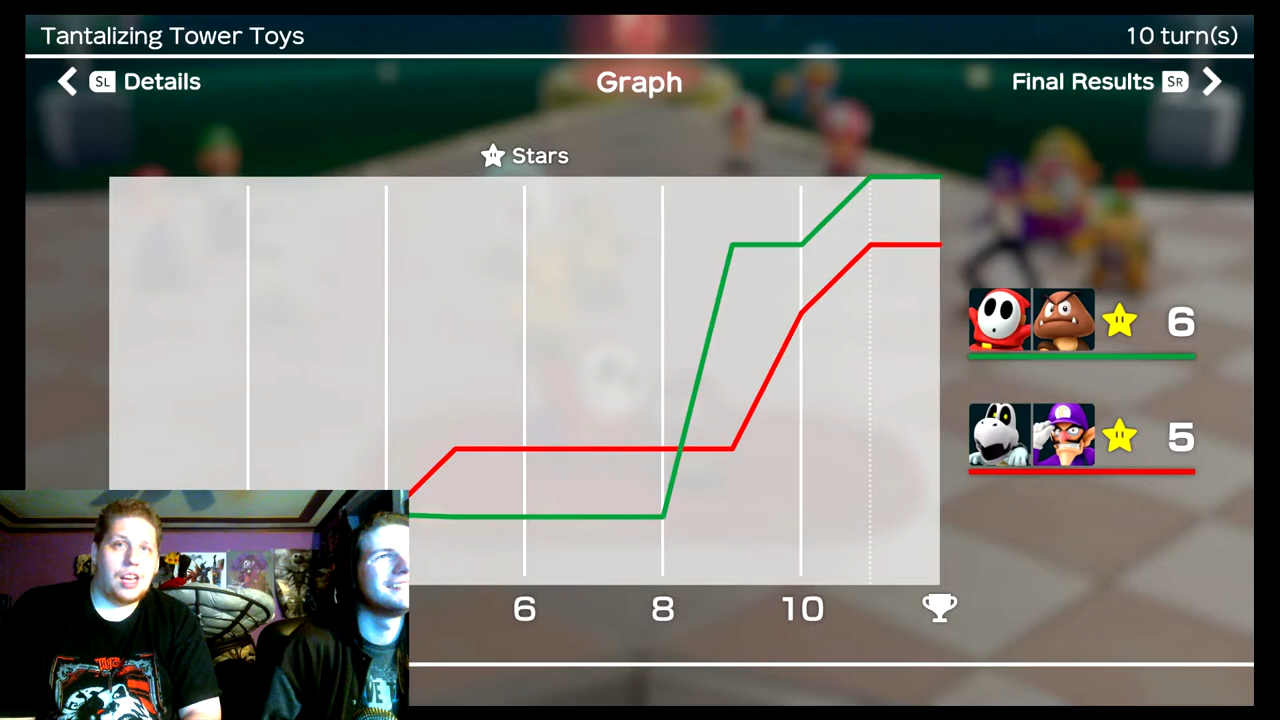 Tantalizing Tower Toys
10 turn(s)
SL Details
Graph
Final Results SR
Stars
6
5
6 8 10